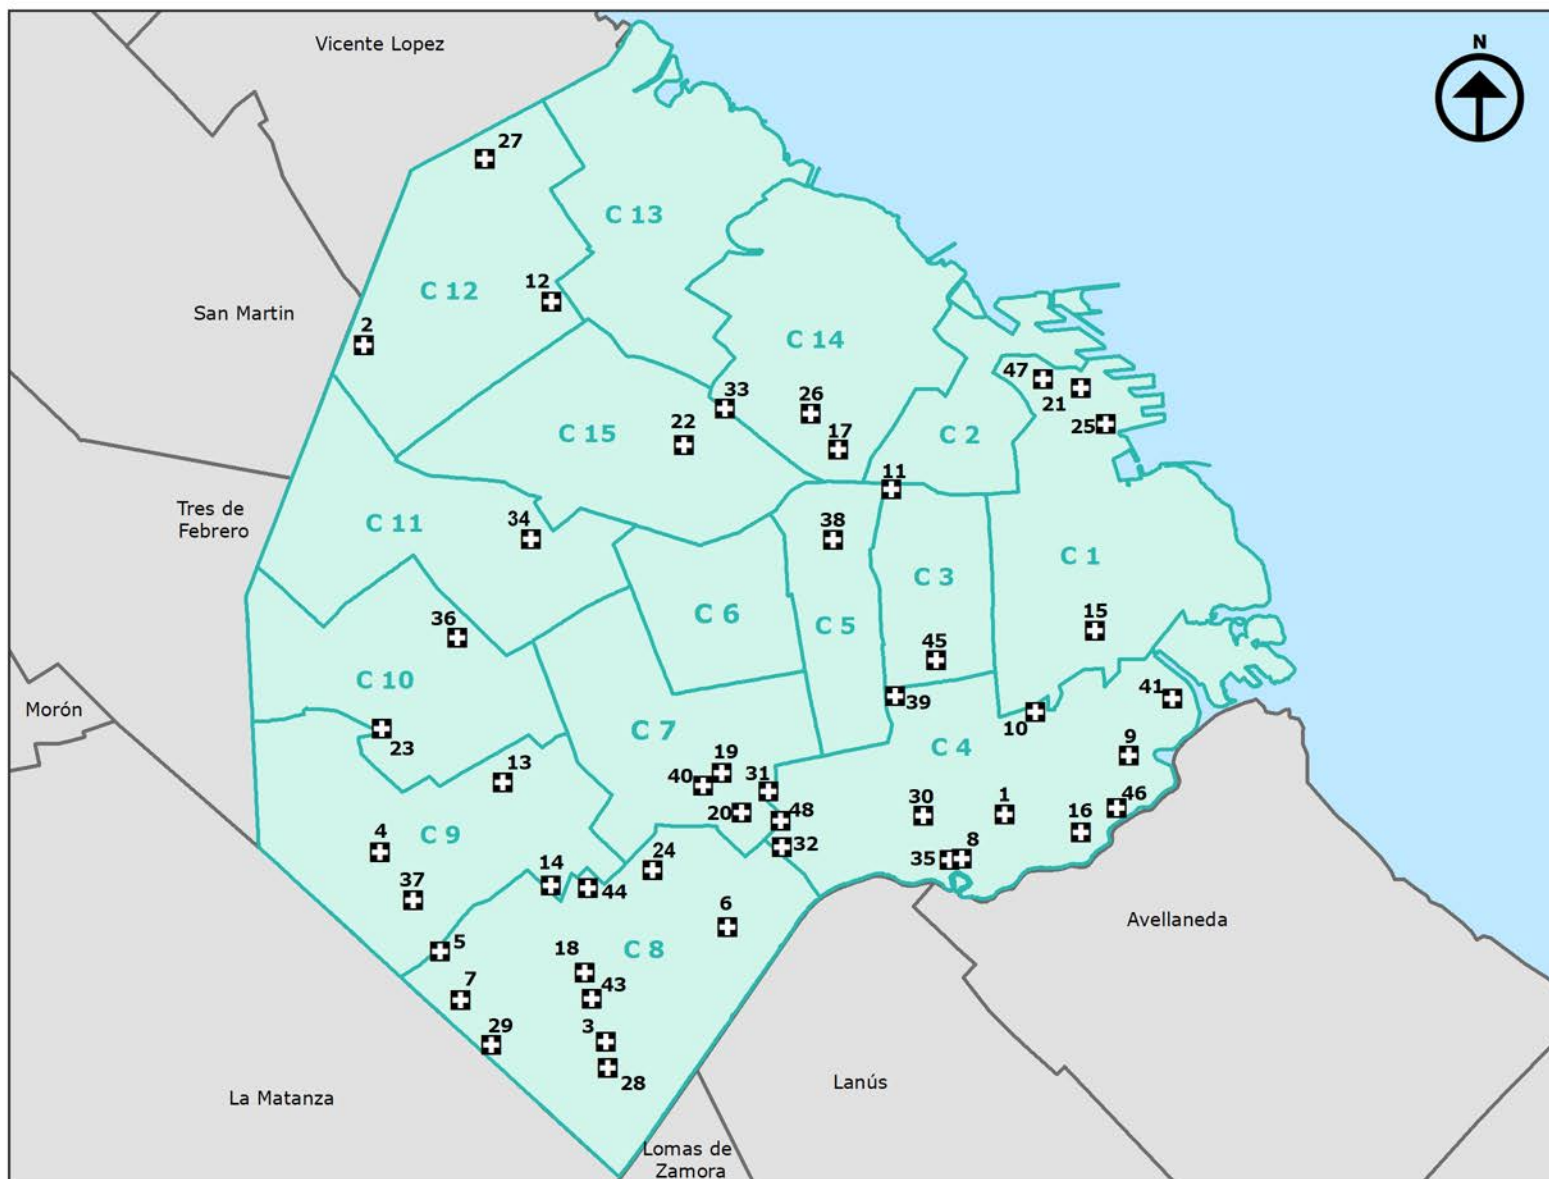 N
Vicente Lopez
27
C 13
C 12
12
San Martin
2
C 14
47
21
33
26
22
C 15
17
C 2
25
11
Tres de
Febrero
C 11
34
38
C 1
C 3
C 6
C 5
15
36
45
C 10
39
41
Morón
23
10
C 7
C 4
9
19
13
40
31
20
48
30
1
46
16
C 9
32
4
35
8
14
24
44
37
6
Avellaneda
5
C 8
18
7
43
3
29
28
Lanús
La Matanza
Lomas de
Zamora